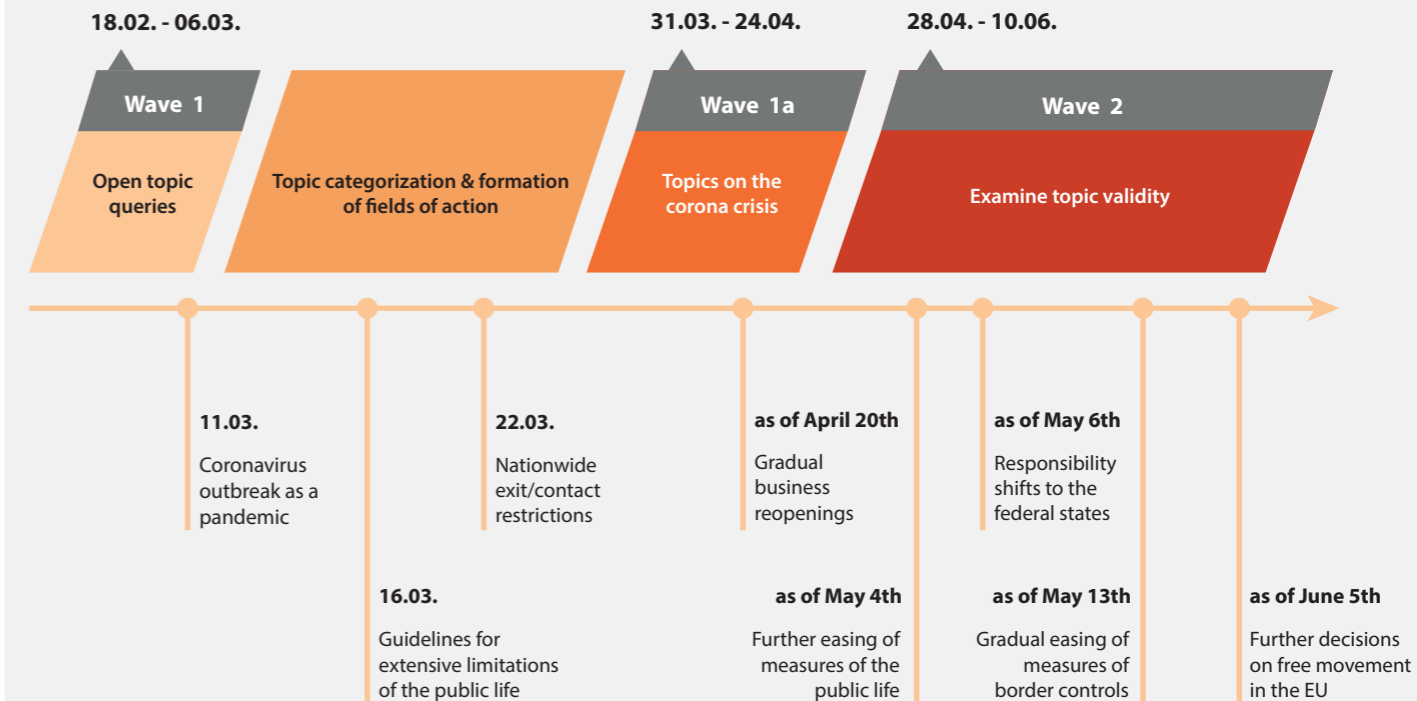 18.02. - 06.03.
31.03. - 24.04.
28.04. - 10.06.
Wave 1
Wave 1a
Wave 2
Open topic
queries
Topic categorization & formation
of fields of action
Topics on the
corona crisis
Examine topic validity
11.03.
Coronavirus
outbreak as a
pandemic
22.03.
Nationwide
exit/contact
restrictions
as of April 20th
Gradual
business
reopenings
as of May 6th
Responsibility
shifts to the
federal states
16.03.
Guidelines for
extensive limitations
of the public life
as of May 4th
Further easing of
measures of the
public life
as of May 13th
Gradual easing of
measures of
border controls
as of June 5th
Further decisions
on free movement
in the EU